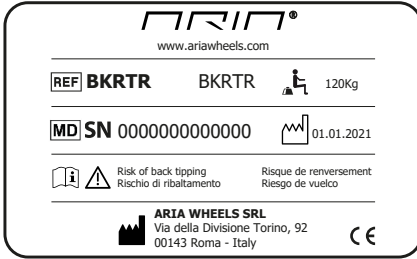 ARIA®
www.ariawheels.com
REF BKRTR BKRTR 120Kg
MD SN 0000000000000 01.01.2021
Risk of back tipping Risque de renversement
Rischio di ribaltamento Riesgo de vuelco
ARIA WHEELS SRL
Via della Divisione Torino, 92
00143 Roma - Italy CE